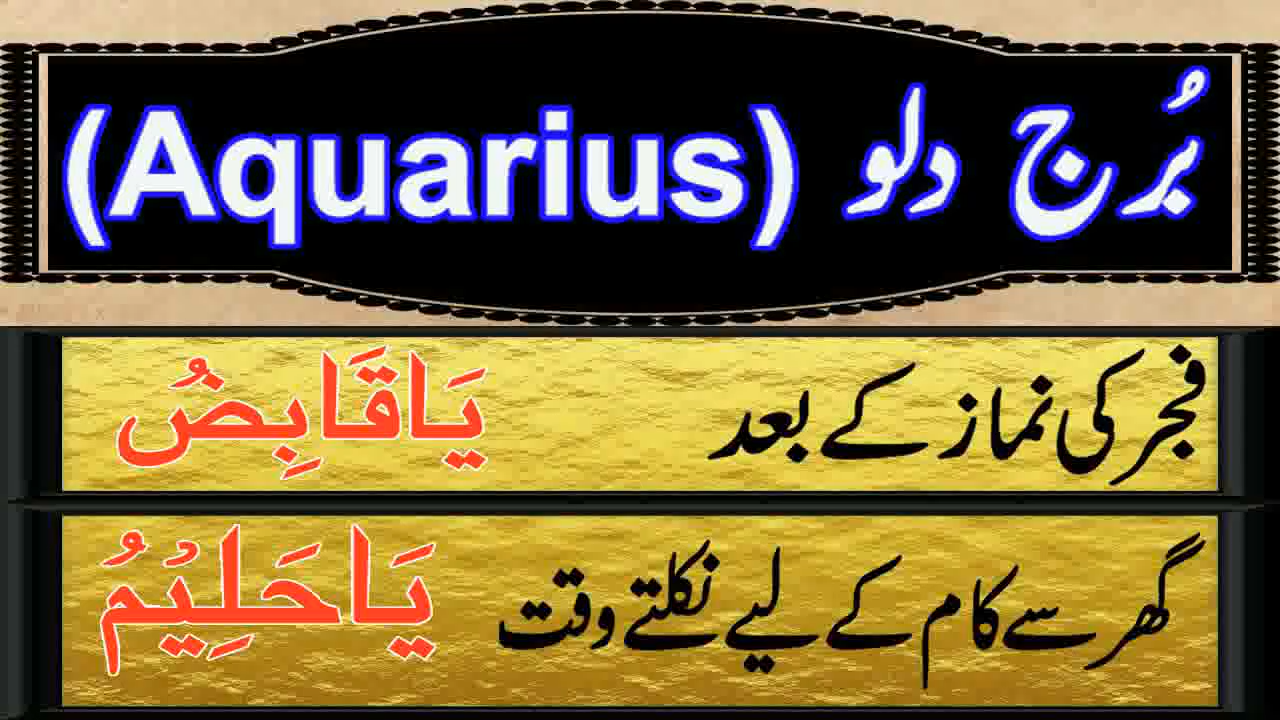 بُرج دلو (Aquarius)
فجر کی نماز کے بعد يَاقَابِضُ
گھر سے کام کے لیے نکلتے وقت يَاحَلِيْمُ